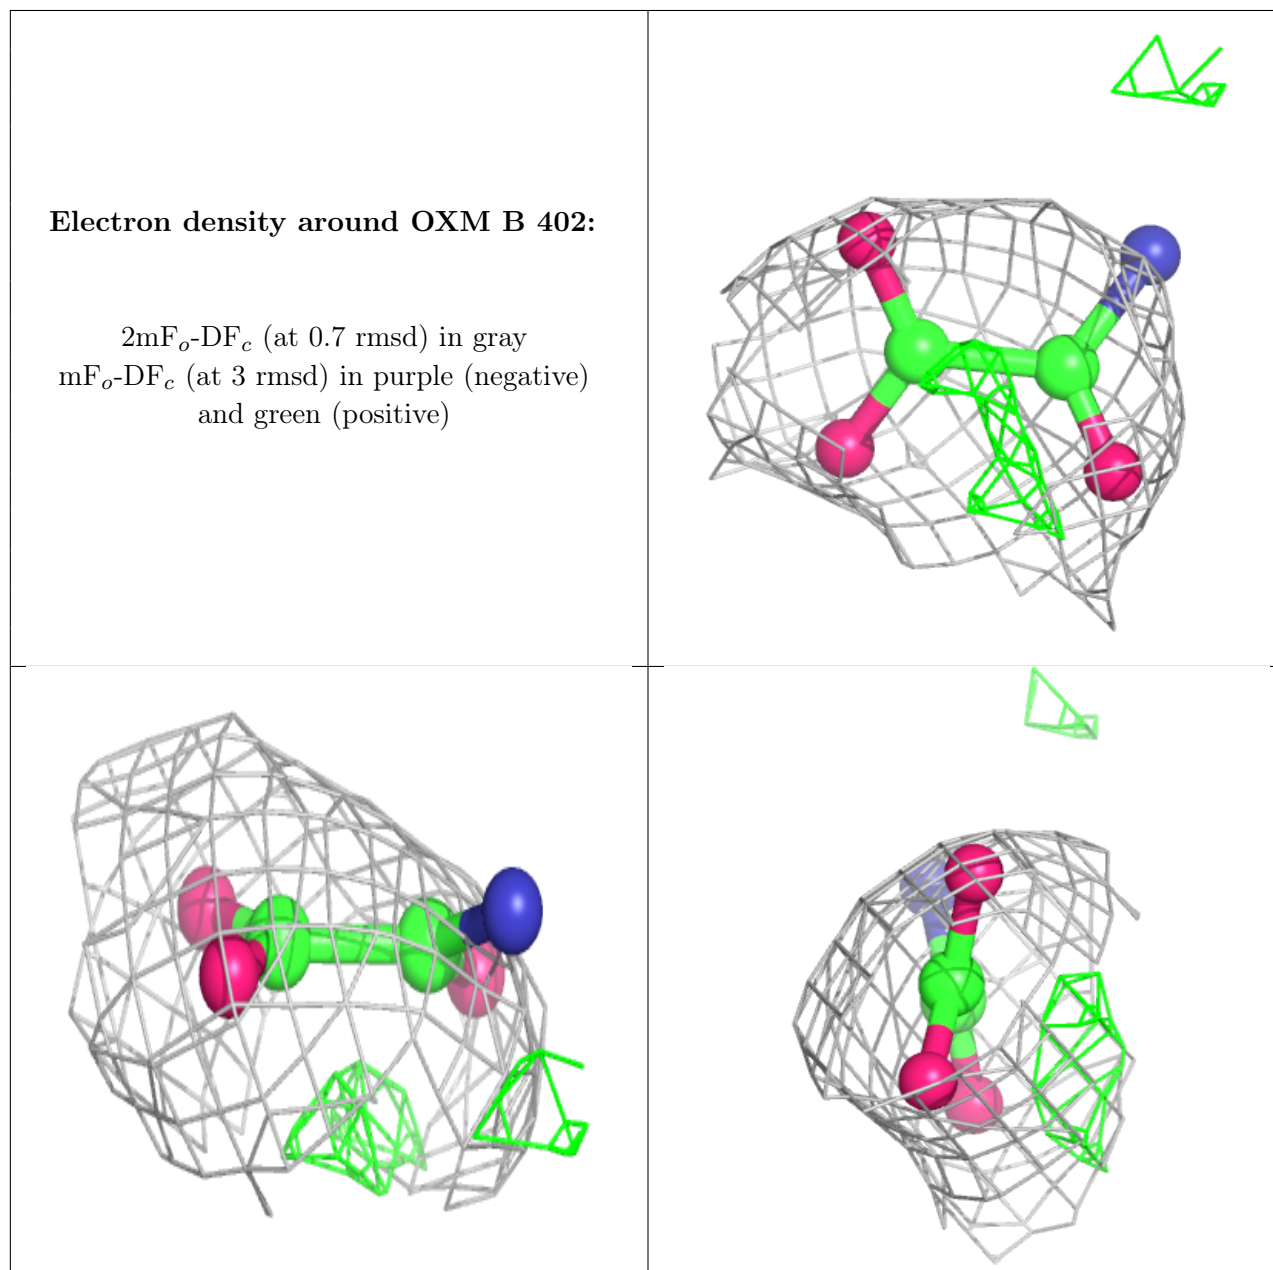 Electron density around OXM B 402:
2mFo-DFc (at 0.7 rmsd) in gray
mFo-DFc (at 3 rmsd) in purple (negative)
and green (positive)